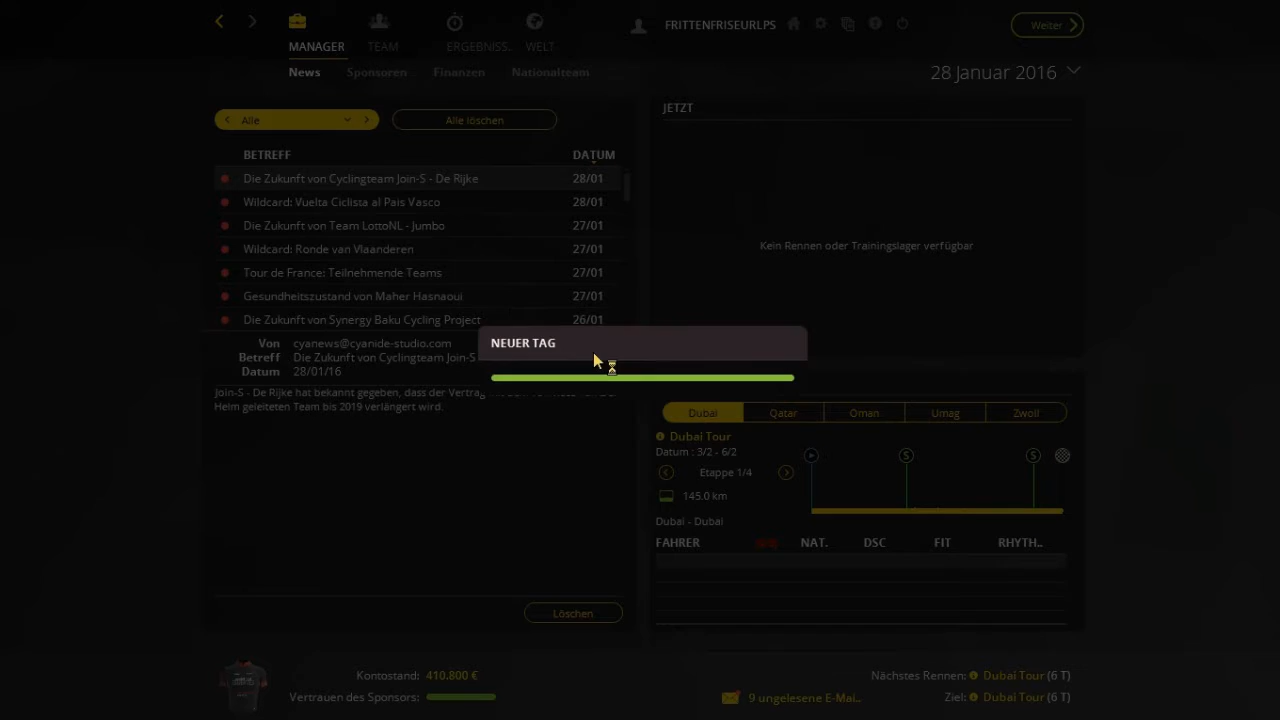 MANAGER TEAM ERGEBNISS. WELT
FRITTENFRISEURLPS
Weiter
News Sponsoren Finanzen Nationalteam
28 Januar 2016
Alle
Alle löschen
BETREFF DATUM
Die Zukunft von Cyclingteam Join-S - De Rijke 28/01
Wildcard: Vuelta Ciclista al Pais Vasco 28/01
Die Zukunft von Team LottoNL - Jumbo 27/01
Wildcard: Ronde van Vlaanderen 27/01
Tour de France: Teilnehmende Teams 27/01
Gesundheitszustand von Maher Hasnaoui 27/01
Die Zukunft von Synergy Baku Cycling Project 26/01
Von cyanews@cyanide-studio.com
Betreff Die Zukunft von Cyclingteam Join-S
Datum 28/01/16
Join-S - De Rijke hat bekannt gegeben, dass der Vertrag
Heim geleiteten Team bis 2019 verlängert wird.
Löschen
NEUER TAG
JETZT
Kein Rennen oder Trainingslager verfügbar
Dubai Qatar Oman Umag Zwoll
Dubai Tour
Datum : 3/2 - 6/2
Etappe 1/4
S S
145.0 km
Dubai - Dubai
FAHRER NAT. DSC FIT RHYTH..
Kontostand: 410.800 €
Vertrauen des Sponsors:
9 ungelesene E-Mai..
Nächstes Rennen: Dubai Tour (6 T)
Ziel: Dubai Tour (6 T)